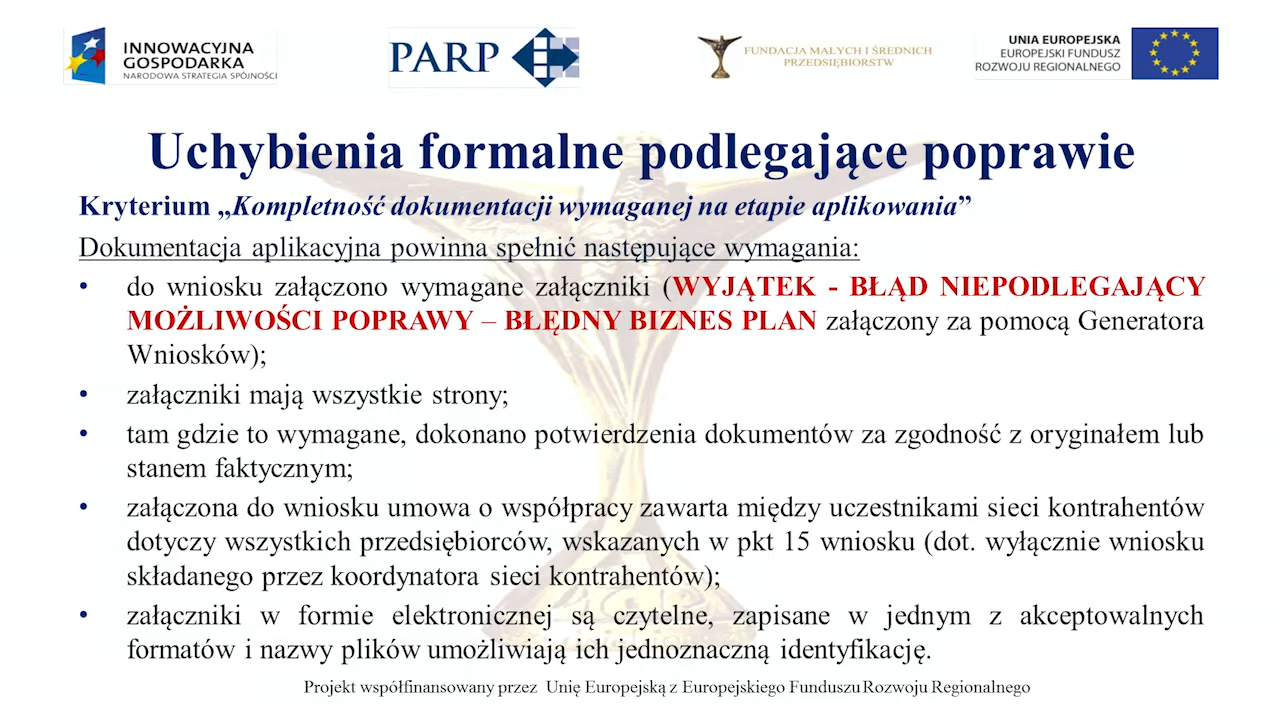 INNOWACYJNA
GOSPODARKA
NARODOWA STRATEGIA SPÓJNOŚCI
PARP
FUNDACJA MAŁYCH I ŚREDNICH
PRZEDSIĘBIORSTW
UNIA EUROPEJSKA
EUROPEJSKI FUNDUSZ
ROZWOJU REGIONALNEGO
Uchybienia formalne podlegające poprawie
Kryterium „Kompletność dokumentacji wymaganej na etapie aplikowania”
Dokumentacja aplikacyjna powinna spełnić następujące wymagania:
• do wniosku załączono wymagane załączniki (WYJĄTEK - BŁĄD NIEPODLEGAJĄCY
MOŻLIWOŚCI POPRAWY – BŁĘDNY BIZNES PLAN załączony za pomocą Generatora
Wniosków);
• załączniki mają wszystkie strony;
• tam gdzie to wymagane, dokonano potwierdzenia dokumentów za zgodność z oryginałem lub
stanem faktycznym;
• załączona do wniosku umowa o współpracy zawarta między uczestnikami sieci kontrahentów
dotyczy wszystkich przedsiębiorców, wskazanych w pkt 15 wniosku (dot. wyłącznie wniosku
składanego przez koordynatora sieci kontrahentów);
• załączniki w formie elektronicznej są czytelne, zapisane w jednym z akceptowalnych
formatów i nazwy plików umożliwiają ich jednoznaczną identyfikację.
Projekt współfinansowany przez Unię Europejską z Europejskiego Funduszu Rozwoju Regionalnego